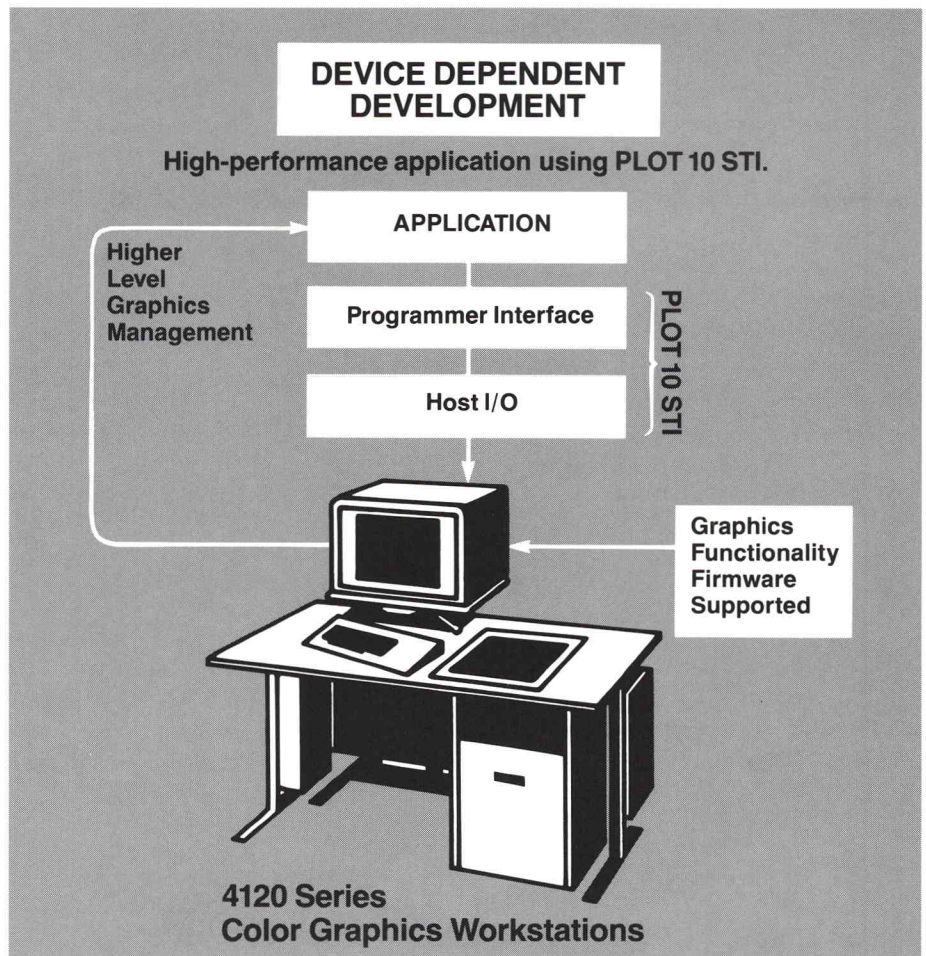 DEVICE DEPENDENT
DEVELOPMENT
High-performance application using PLOT 10 STI.
APPLICATION
Higher
Level
Graphics
Management
Programmer Interface
Host I/O
PLOT 10 STI
Graphics
Functionality
Firmware
Supported
4120 Series
Color Graphics Workstations